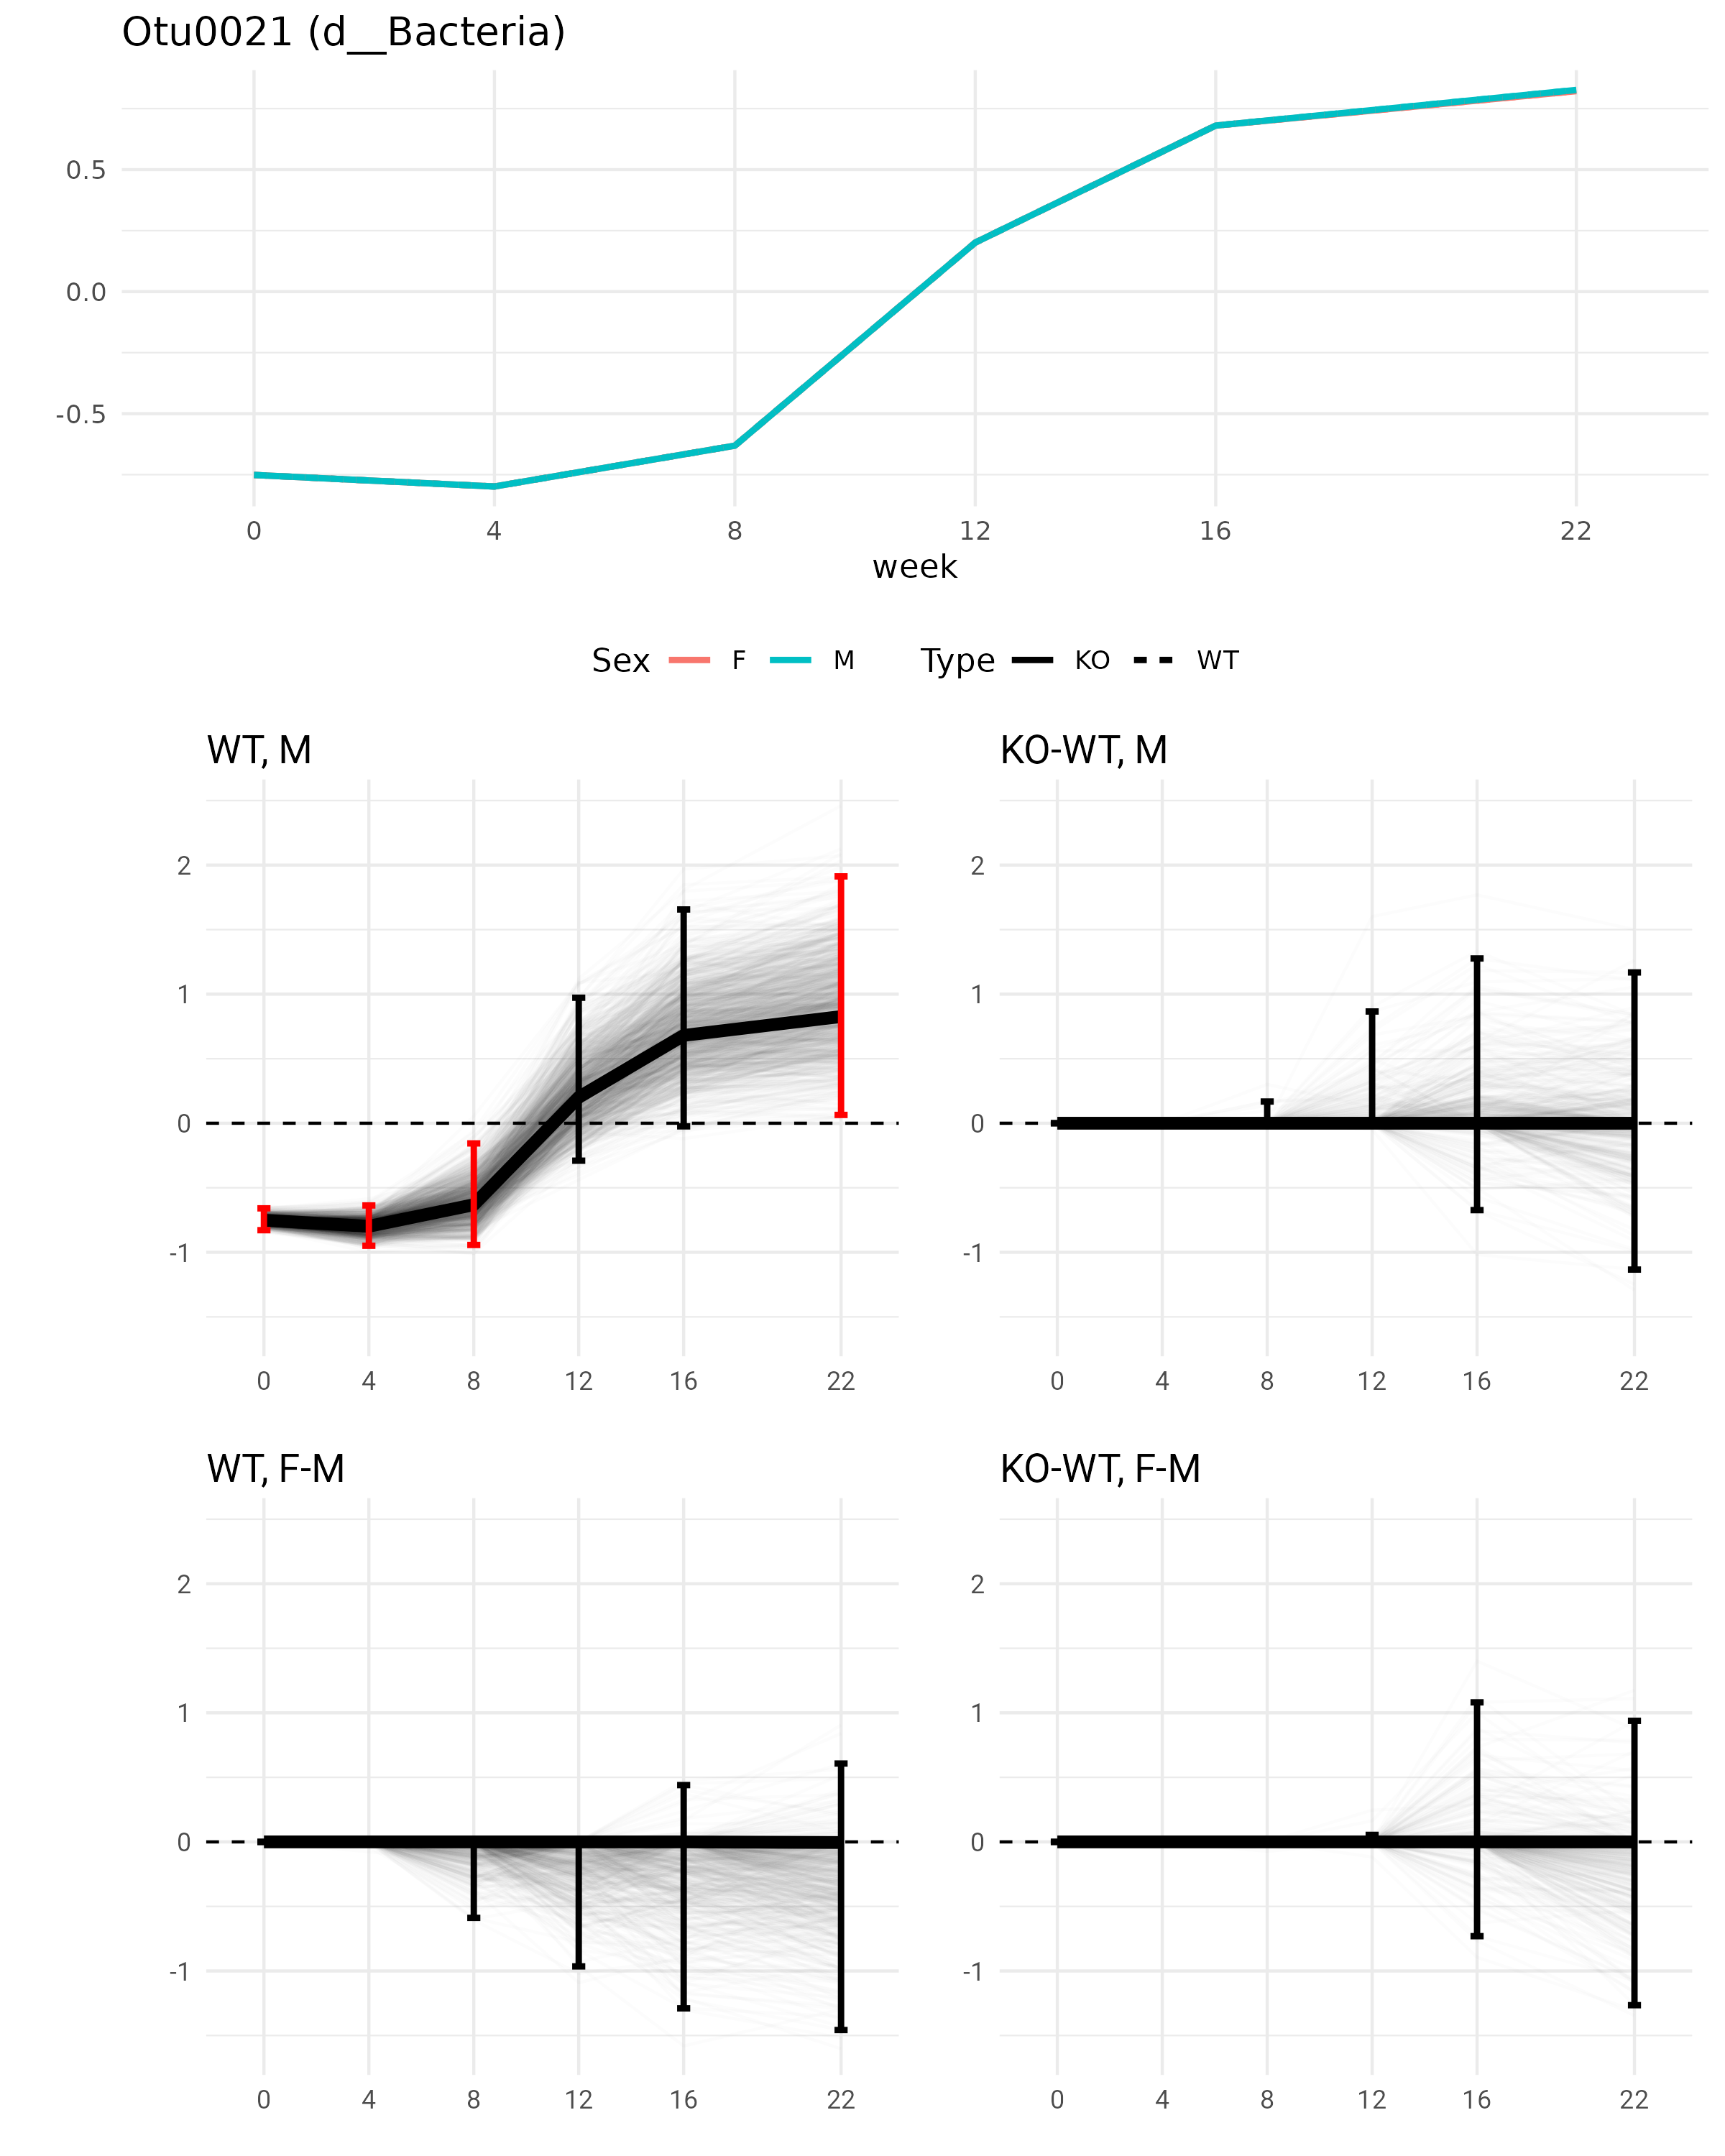 Otu0021 (d__Bacteria)
0.5
0.0
-0.5
0 4 8 12 16 22
week
Sex F M Type KO WT
WT, M KO-WT, M
2 2
1 1
0 0
-1 -1
0 4 8 12 16 22 0 4 8 12 16 22
WT, F-M KO-WT, F-M
2 2
1 1
0 0
-1 -1
0 4 8 12 16 22 0 4 8 12 16 22